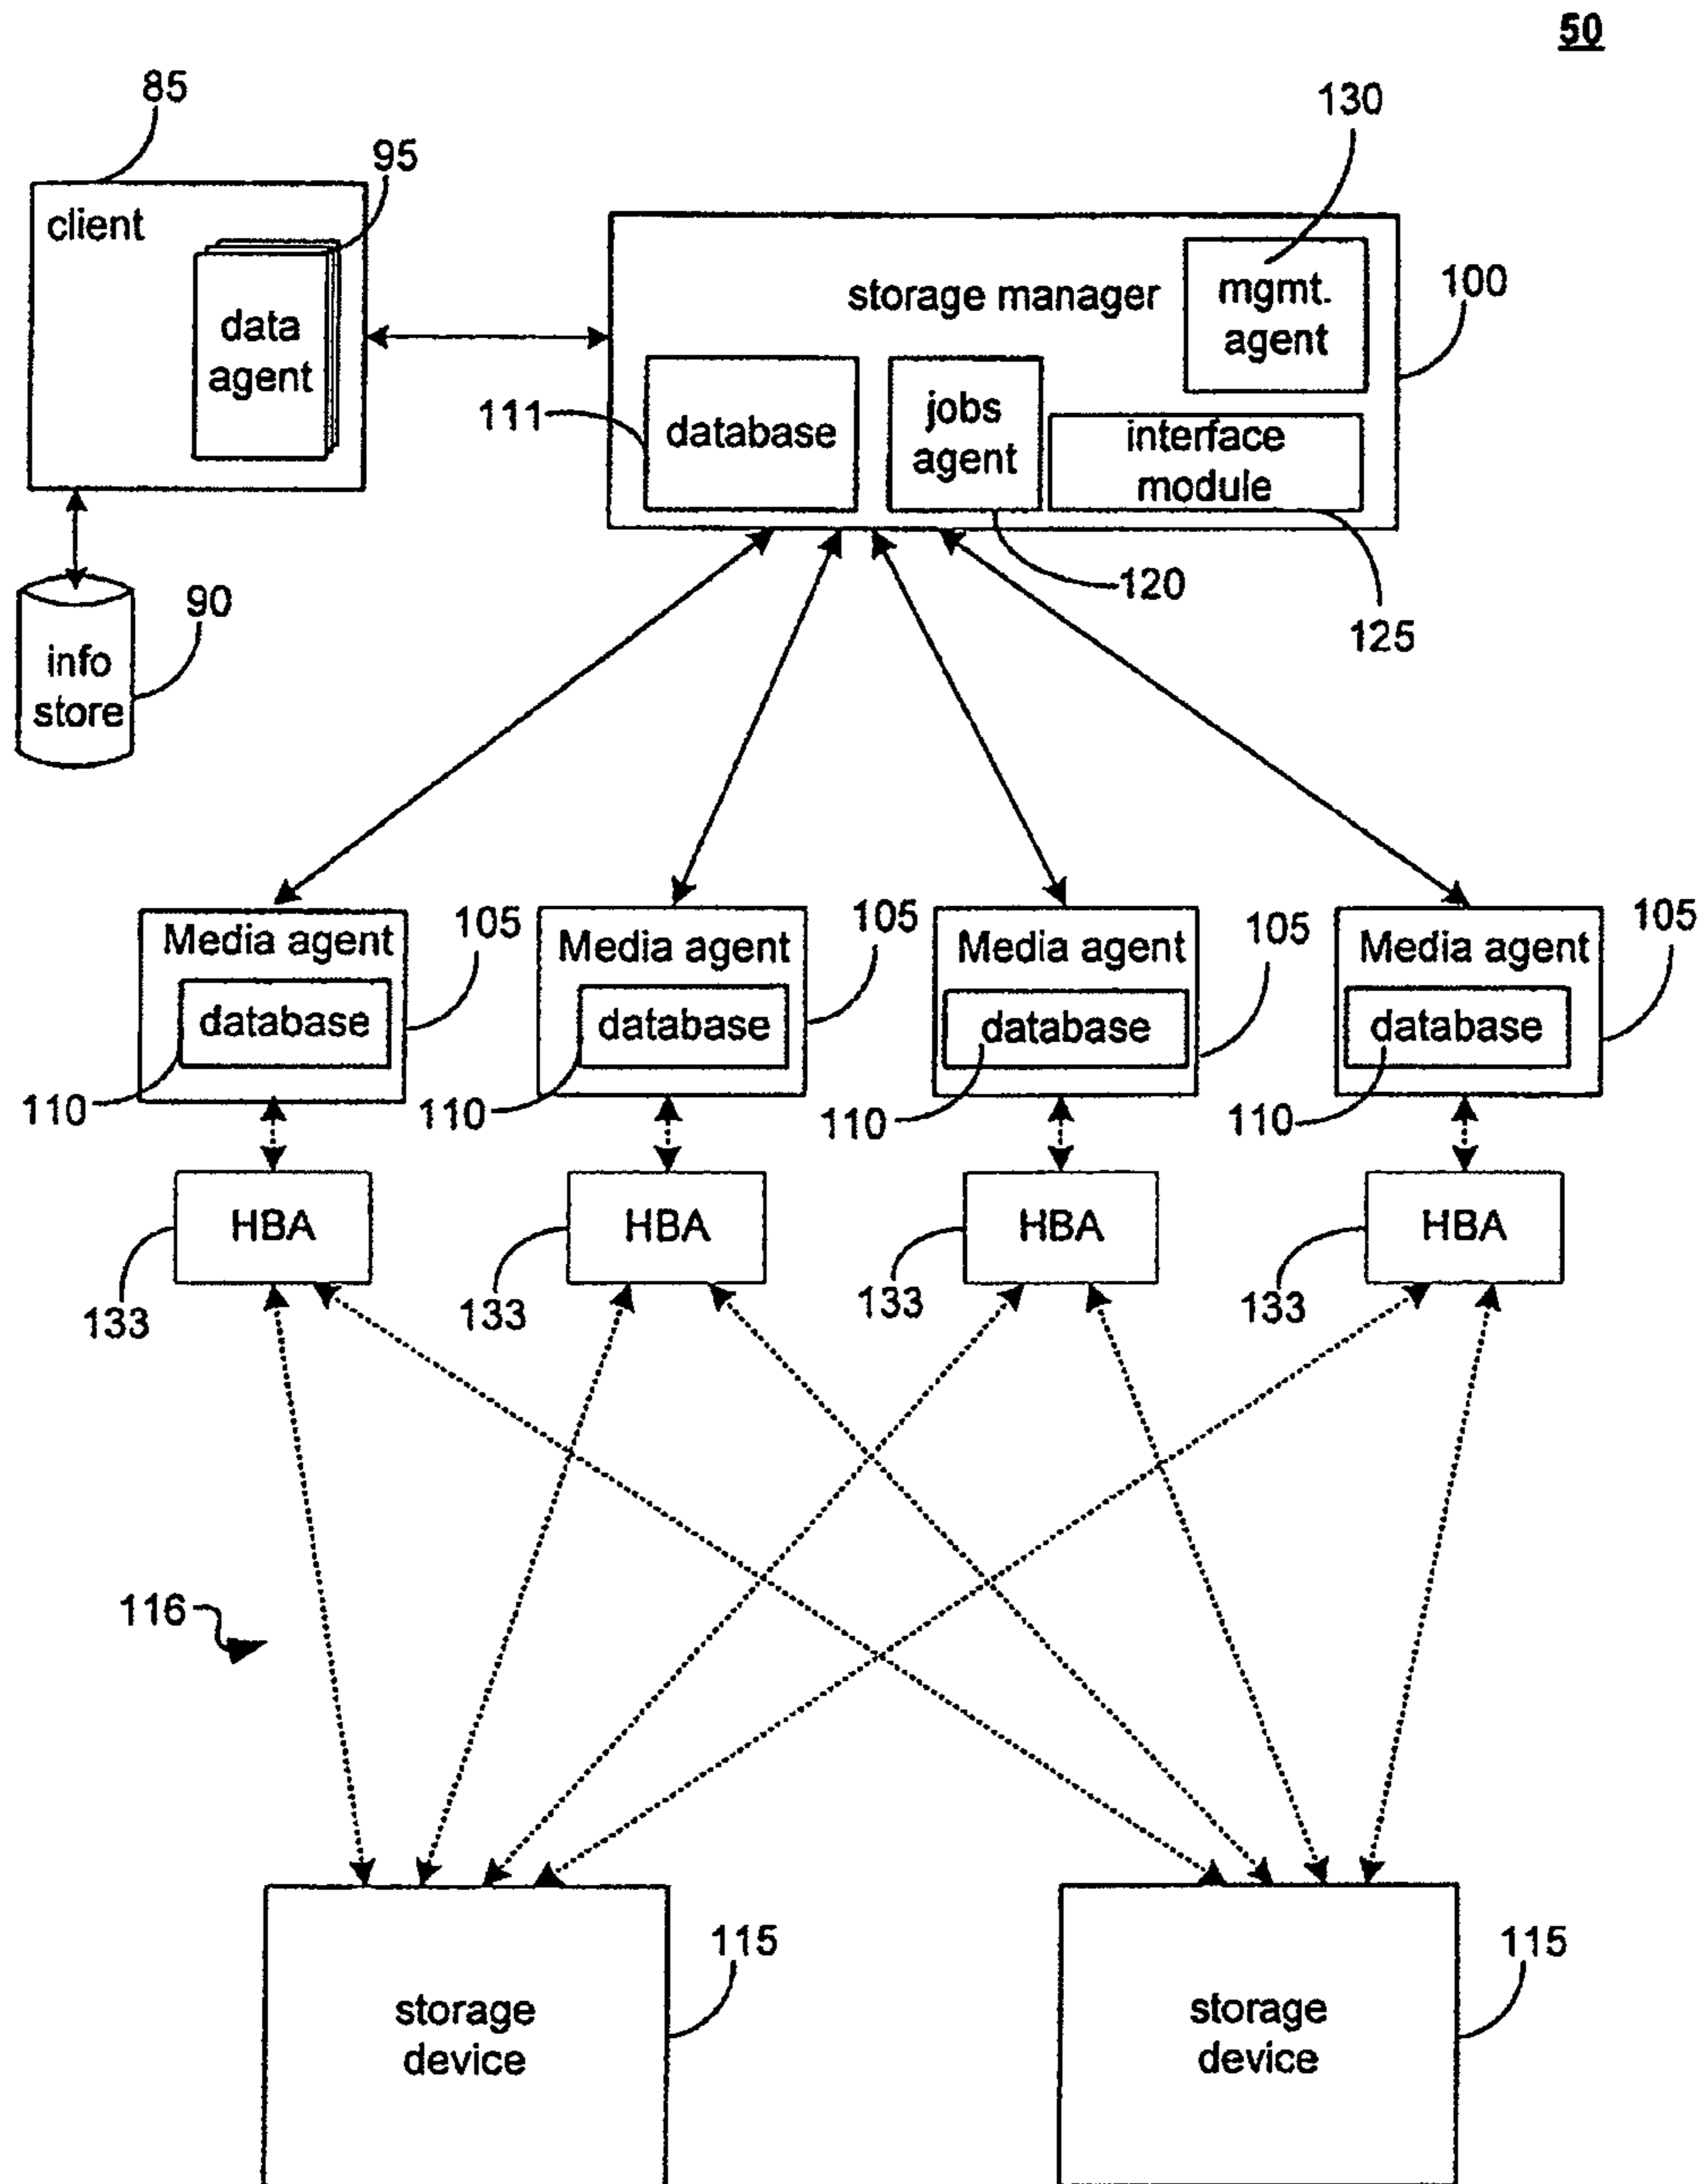 50
85
95
130
client
data
agent
storage manager
mgmt.
agent
100
111
database
jobs
agent
interface
module
120
125
90
info
store
Media agent
database
105
110
Media agent
database
105
110
Media agent
database
105
110
Media agent
database
105
110
HBA
133
HBA
133
HBA
133
HBA
133
116
storage
device
115
storage
device
115